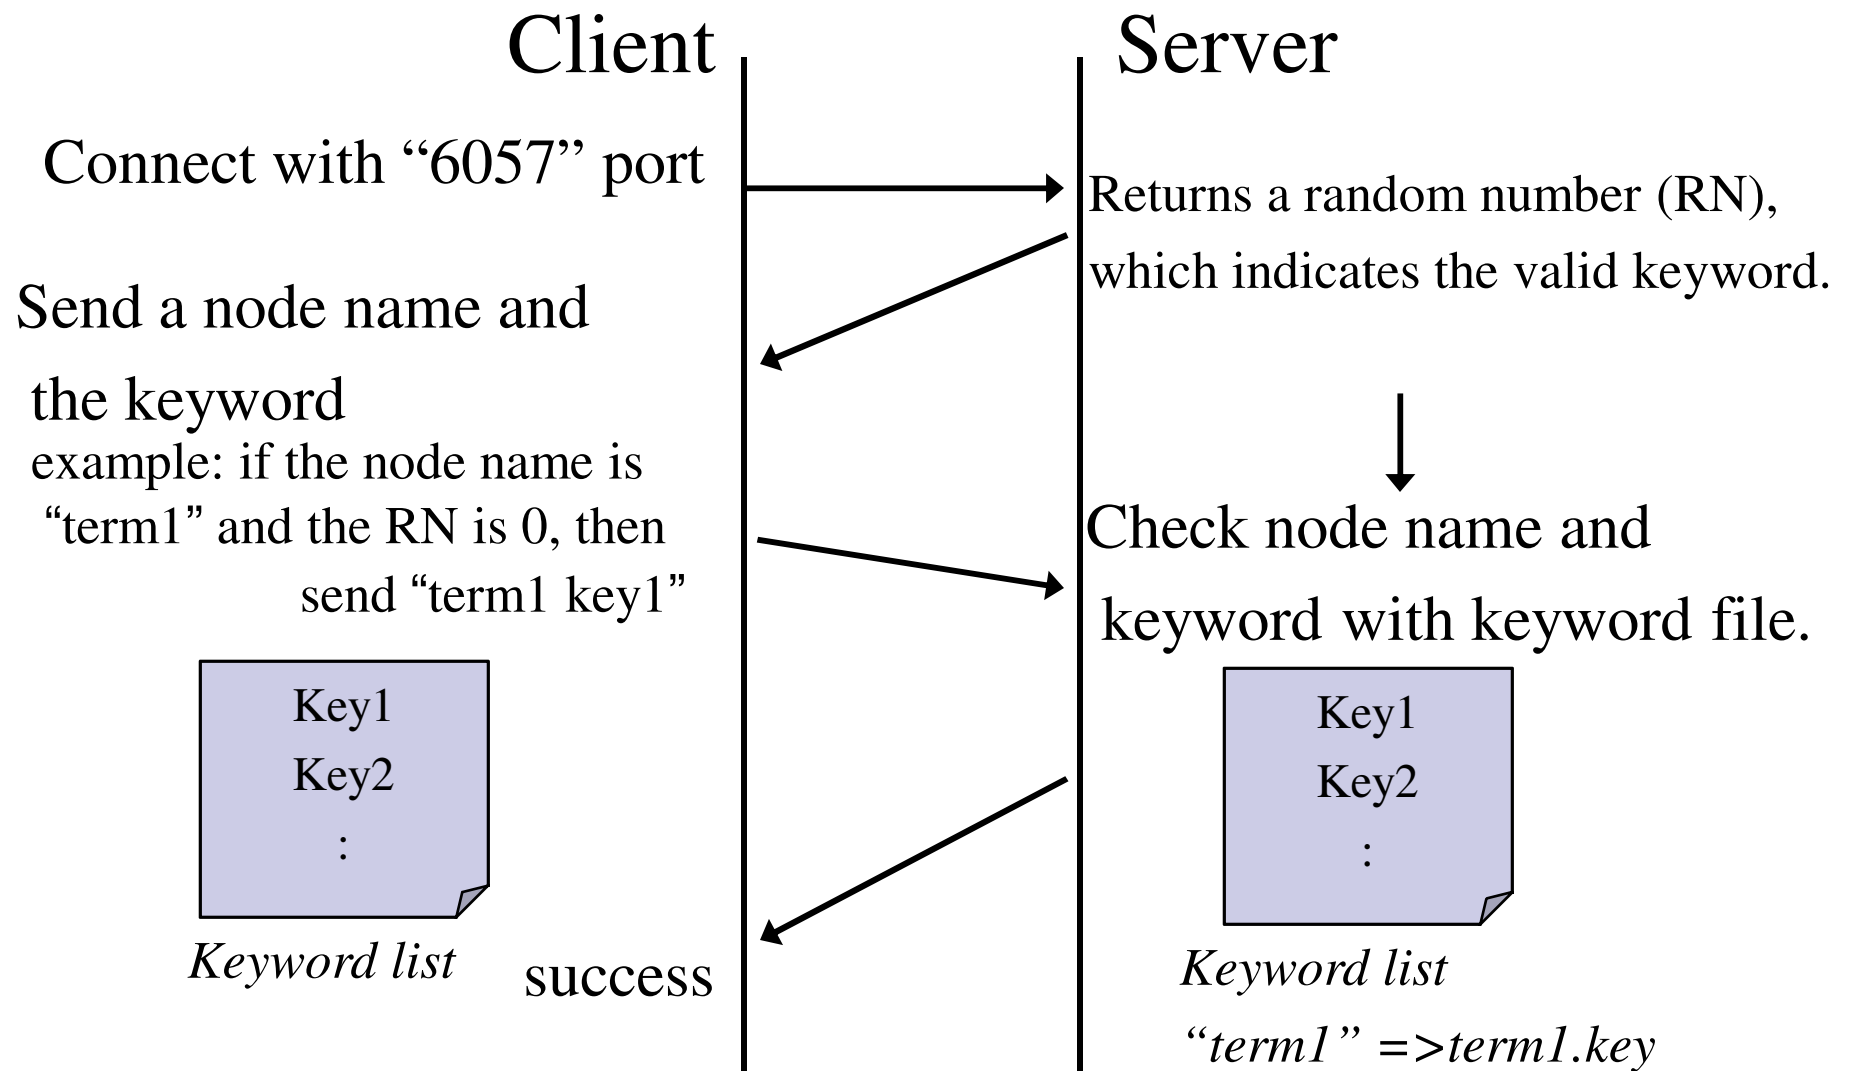 Client
Server
Connect with “6057” port
Returns a random number (RN),
which indicates the valid keyword.
Send a node name and
the keyword
example: if the node name is
“term1” and the RN is 0, then
send “term1 key1”
Check node name and
keyword with keyword file.
Key1
Key2
:
Keyword list
success
Key1
Key2
:
Keyword list
“term1” =>term1.key